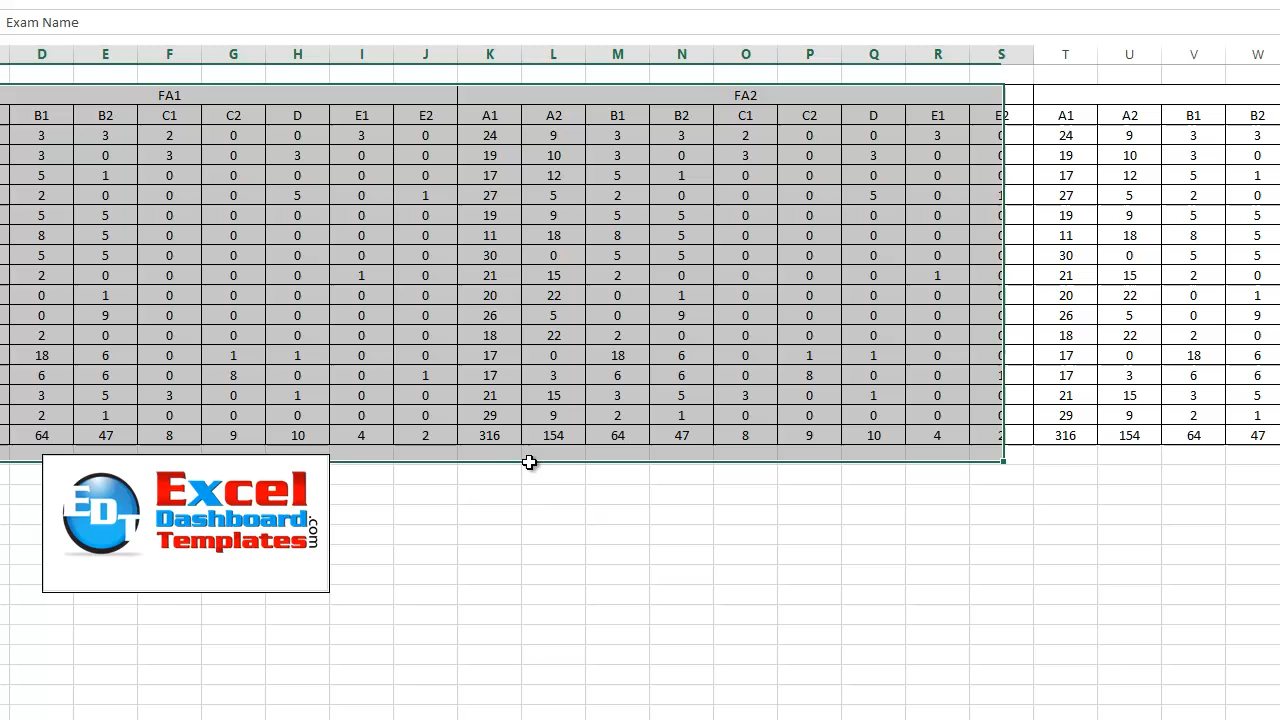 Exam Name
D E F G H I J K L M N O P Q R S T U V W
FA1 FA2
B1 B2 C1 C2 D E1 E2 A1 A2 B1 B2 C1 C2 D E1 E2 A1 A2 B1 B2
3 3 2 0 0 3 0 24 9 3 3 2 0 0 3 0 24 9 3 3
3 0 3 0 3 0 0 19 10 3 0 3 0 3 0 0 19 10 3 0
5 1 0 0 0 0 0 17 12 5 1 0 0 0 0 0 17 12 5 1
2 0 0 0 5 0 1 27 5 2 0 0 0 5 0 1 27 5 2 0
5 5 0 0 0 0 0 19 9 5 5 0 0 0 0 0 19 9 5 5
8 5 0 0 0 0 0 11 18 8 5 0 0 0 0 0 11 18 8 5
5 5 0 0 0 0 0 30 0 5 5 0 0 0 0 0 30 0 5 5
2 0 0 0 0 1 0 21 15 2 0 0 0 0 1 0 21 15 2 0
0 1 0 0 0 0 0 20 22 0 1 0 0 0 0 0 20 22 0 1
0 9 0 0 0 0 0 26 5 0 9 0 0 0 0 0 26 5 0 9
2 0 0 0 0 0 0 18 22 2 0 0 0 0 0 0 18 22 2 0
18 6 0 1 1 0 0 17 0 18 6 0 1 1 0 0 17 0 18 6
6 6 0 8 0 0 1 17 3 6 6 0 8 0 0 1 17 3 6 6
3 5 3 0 1 0 0 21 15 3 5 3 0 1 0 0 21 15 3 5
2 1 0 0 0 0 0 29 9 2 1 0 0 0 0 0 29 9 2 1
64 47 8 9 10 4 2 316 154 64 47 8 9 10 4 2 316 154 64 47
EDT
Excel
Dashboard
Templates
.com